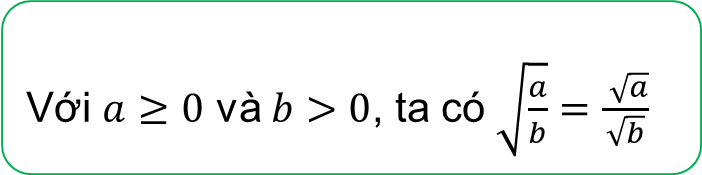 Với a ≥ 0 và b > 0, ta có √(a/b) = √a/√b